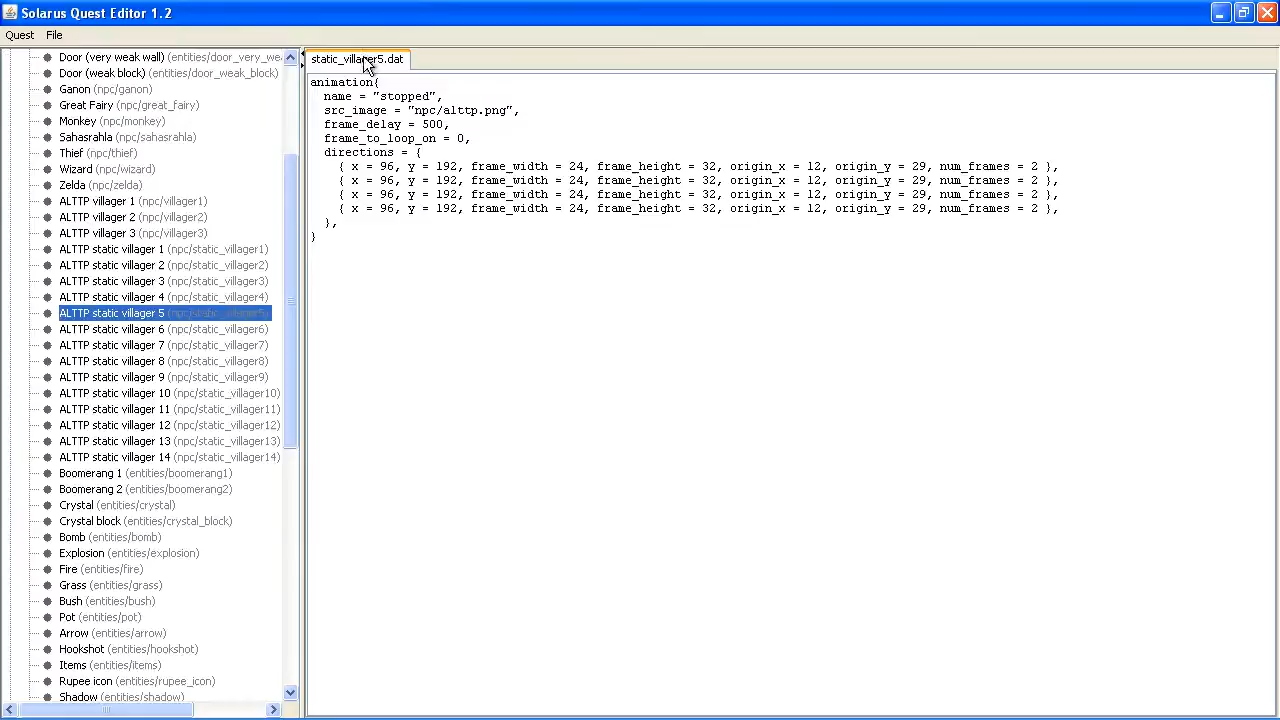 Solarus Quest Editor 1.2
Quest File
Door (very weak wall) (entities/door_very_we
Door (weak block) (entities/door_weak_block)
Ganon (npc/ganon)
Great Fairy (npc/great_fairy)
Monkey (npc/monkey)
Sahasrahla (npc/sahasrahla)
Thief (npc/thief)
Wizard (npc/wizard)
Zelda (npc/zelda)
ALTTP villager 1 (npc/villager1)
ALTTP villager 2 (npc/villager2)
ALTTP villager 3 (npc/villager3)
ALTTP static villager 1 (npc/static_villager1)
ALTTP static villager 2 (npc/static_villager2)
ALTTP static villager 3 (npc/static_villager3)
ALTTP static villager 4 (npc/static_villager4)
ALTTP static villager 5 (npc/static_villager5)
ALTTP static villager 6 (npc/static_villager6)
ALTTP static villager 7 (npc/static_villager7)
ALTTP static villager 8 (npc/static_villager8)
ALTTP static villager 9 (npc/static_villager9)
ALTTP static villager 10 (npc/static_villager10)
ALTTP static villager 11 (npc/static_villager11)
ALTTP static villager 12 (npc/static_villager12)
ALTTP static villager 13 (npc/static_villager13)
ALTTP static villager 14 (npc/static_villager14)
Boomerang 1 (entities/boomerang1)
Boomerang 2 (entities/boomerang2)
Crystal (entities/crystal)
Crystal block (entities/crystal_block)
Bomb (entities/bomb)
Explosion (entities/explosion)
Fire (entities/fire)
Grass (entities/grass)
Bush (entities/bush)
Pot (entities/pot)
Arrow (entities/arrow)
Hookshot (entities/hookshot)
Items (entities/items)
Rupee icon (entities/rupee_icon)
Shadow (entities/shadow)
static_villager5.dat
animation{
name = "stopped",
src_image = "npc/alttp.png",
frame_delay = 500,
frame_to_loop_on = 0,
directions = {
{ x = 96, y = 192, frame_width = 24, frame_height = 32, origin_x = 12, origin_y = 29, num_frames = 2 },
{ x = 96, y = 192, frame_width = 24, frame_height = 32, origin_x = 12, origin_y = 29, num_frames = 2 },
{ x = 96, y = 192, frame_width = 24, frame_height = 32, origin_x = 12, origin_y = 29, num_frames = 2 },
{ x = 96, y = 192, frame_width = 24, frame_height = 32, origin_x = 12, origin_y = 29, num_frames = 2 },
},
}